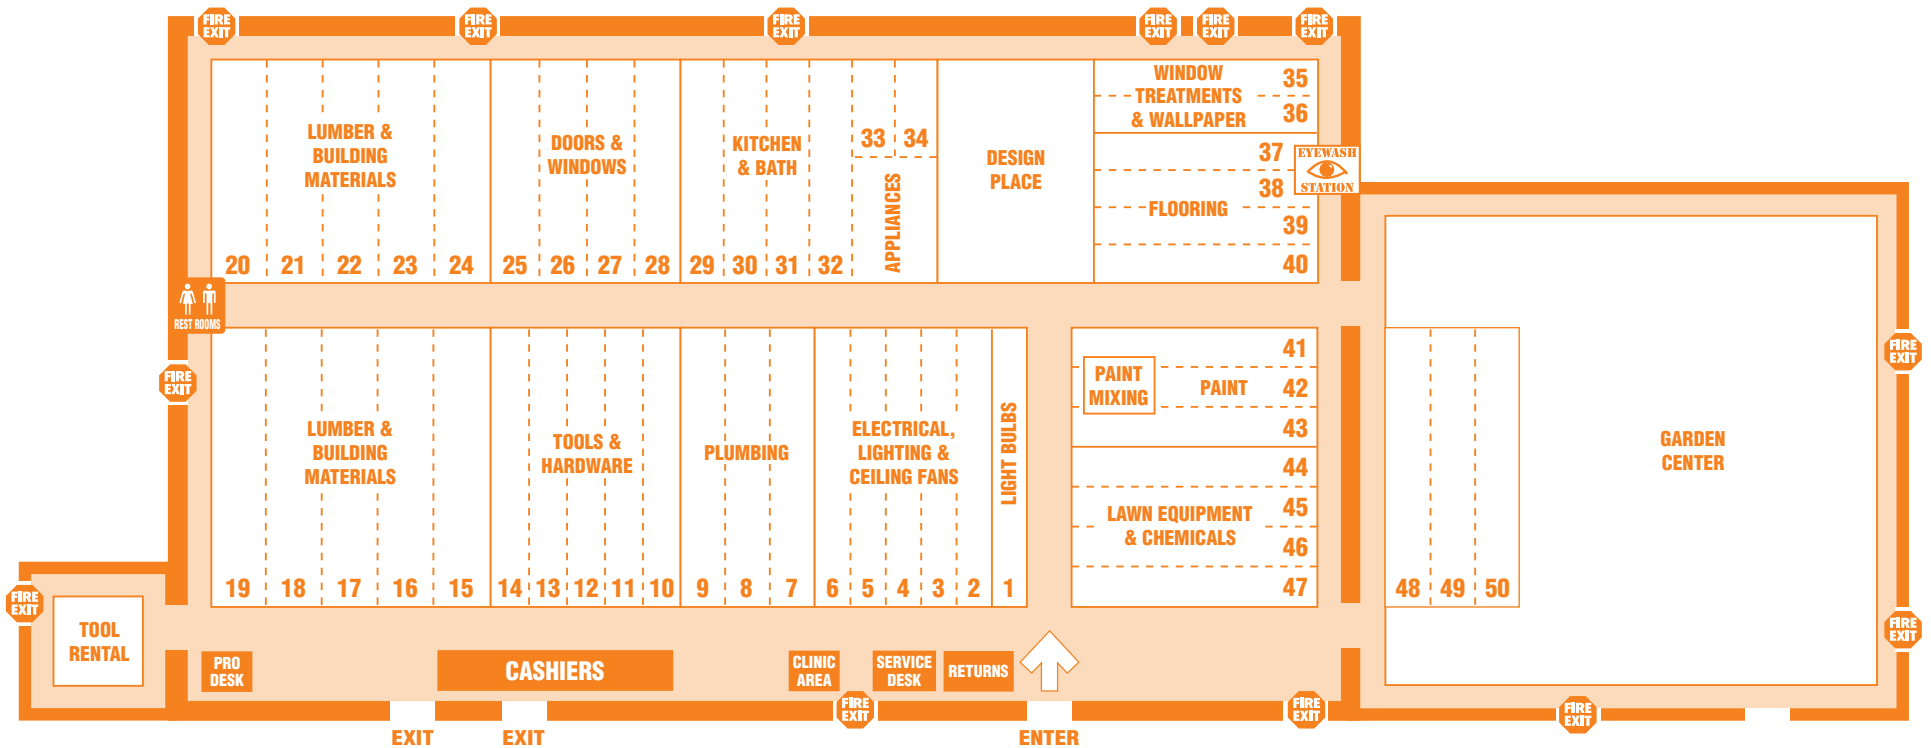 FIRE
EXIT
FIRE
EXIT
FIRE
EXIT
FIRE
EXIT
FIRE
EXIT
FIRE
EXIT
LUMBER &
BUILDING
MATERIALS
20 21 22 23 24
DOORS &
WINDOWS
25 26 27 28
KITCHEN
& BATH
29 30 31 32
33 34
APPLIANCES
DESIGN
PLACE
WINDOW
TREATMENTS
& WALLPAPER
35
36
37
38
FLOORING
39
40
EYEWASH
STATION
REST ROOMS
FIRE
EXIT
LUMBER &
BUILDING
MATERIALS
19 18 17 16 15
TOOLS &
HARDWARE
14 13 12 11 10
PLUMBING
9 8 7
ELECTRICAL,
LIGHTING &
CEILING FANS
6 5 4 3 2
LIGHT BULBS
1
41
PAINT
MIXING
PAINT
42
43
44
45
LAWN EQUIPMENT
& CHEMICALS
46
47
48 49 50
GARDEN
CENTER
FIRE
EXIT
FIRE
EXIT
FIRE
EXIT
TOOL
RENTAL
PRO
DESK
CASHIERS
CLINIC
AREA
SERVICE
DESK
RETURNS
FIRE
EXIT
FIRE
EXIT
FIRE
EXIT
EXIT
EXIT
ENTER